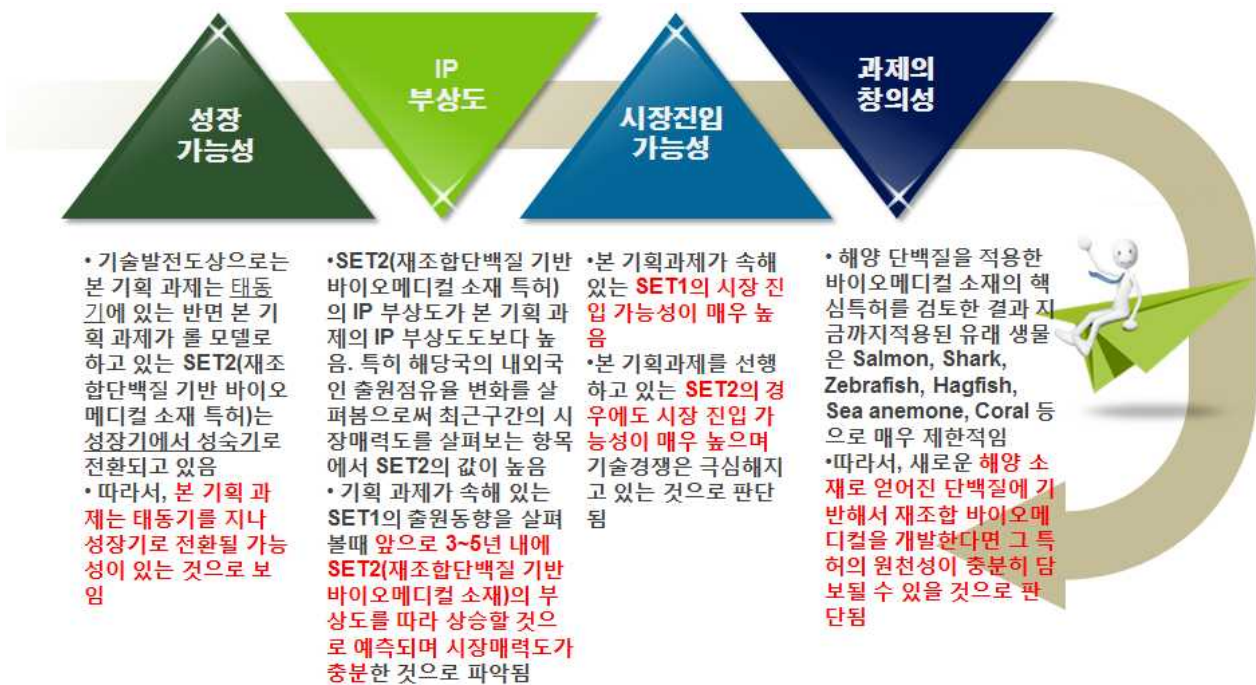 성장
가능성
IP
부상도
시장진입
가능성
과제의
창의성
• 기술발전도상으로는
본 기획 과제는 태동
기에 있는 반면 본 기
획 과제가 롤 모델로
하고 있는 SET2(재조
합단백질 기반 바이오
메디컬 소재 특허)는
성장기에서 성숙기로
전환되고 있음
• 따라서, 본 기획 과
제는 태동기를 지나
성장기로 전환될 가능
성이 있는 것으로 보
임
•SET2(재조합단백질 기반
바이오메디컬 소재 특허)
의 IP 부상도가 본 기획 과
제의 IP 부상도도보다 높
음. 특히 해당국의 내외국
인 출원점유율 변화를 살
펴봄으로써 최근구간의 시
장매력도를 살펴보는 항목
에서 SET2의 값이 높음
• 기획 과제가 속해 있는
SET1의 출원동향을 살펴
볼때 앞으로 3~5년 내에
SET2(재조합단백질 기반
바이오메디컬 소재)의 부
상도를 따라 상승할 것으
로 예측되며 시장매력도가
충분한 것으로 파악됨
•본 기획과제가 속해
있는 SET1의 시장 진
입 가능성이 매우 높
음
•본 기획과제를 선행
하고 있는 SET2의 경
우에도 시장 진입 가
능성이 매우 높으며
기술경쟁은 극심해지
고 있는 것으로 판단
됨
• 해양 단백질을 적용한
바이오메디컬 소재의 핵
심특허를 검토한 결과 지
금까지적용된 유래 생물
은 Salmon, Shark,
Zebrafish, Hagfish,
Sea anemone, Coral 등
으로 매우 제한적임
•따라서, 새로운 해양 소
재로 얻어진 단백질에 기
반해서 재조합 바이오메
디컬을 개발한다면 그 특
허의 원천성이 충분히 담
보될 수 있을 것으로 판
단됨